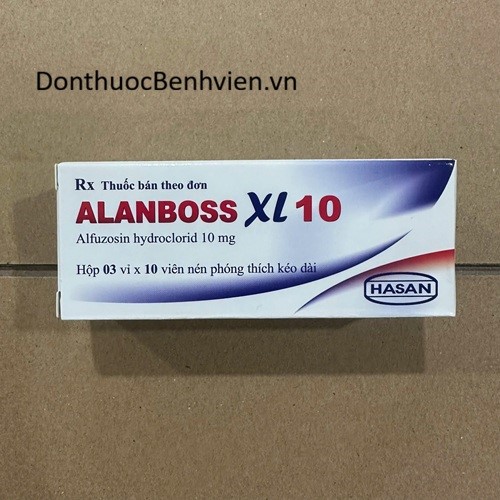 DonthuocBenhvien.vn
Rx Thuốc bán theo đơn
ALANBOSS XL 10
Alfuzosin hydroclorid 10 mg
Hộp 03 vỉ x 10 viên nén phóng thích kéo dài
HASAN